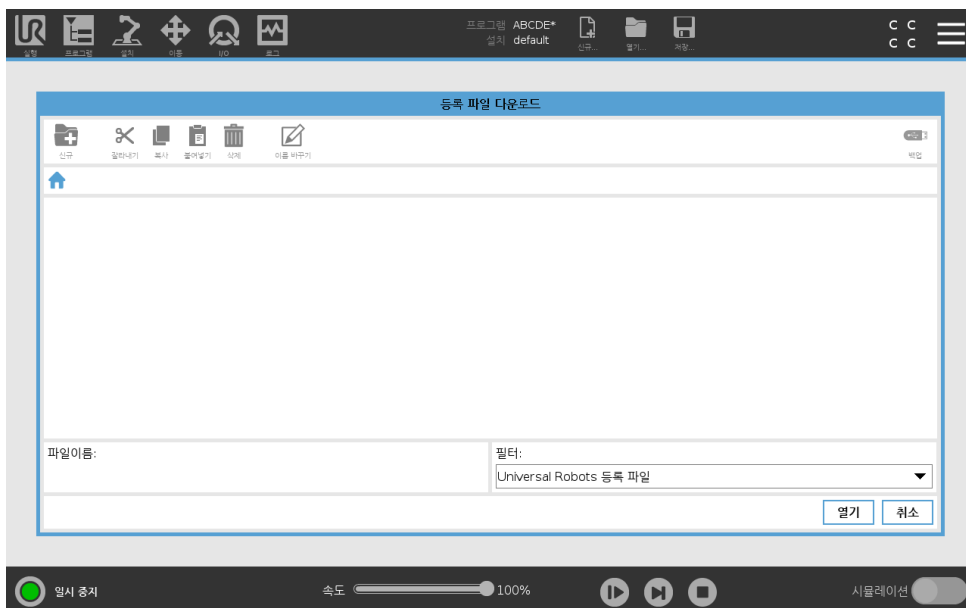 프로그램 ABCDE*
설치 default
C C
C C
실행 프로그램 설치 이동 I/O 로그 신규... 열기... 저장...
등록 파일 다운로드
신규 잘라내기 복사 붙여넣기 삭제 이름 바꾸기 백업
파일이름:
필터:
Universal Robots 등록 파일
열기 취소
일시 중지 속도 100% 시뮬레이션